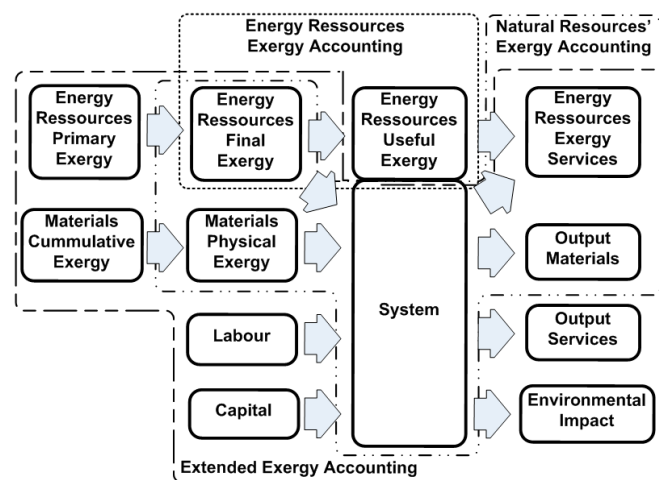 Energy Ressources
Exergy Accounting
Natural Resources'
Exergy Accounting
Energy
Ressources
Primary
Exergy
Energy
Ressources
Final
Exergy
Energy
Ressources
Useful
Exergy
Energy
Ressources
Exergy
Services
Materials
Cummulative
Exergy
Materials
Physical
Exergy
System
Output
Materials
Labour
Output
Services
Capital
Environmental
Impact
Extended Exergy Accounting